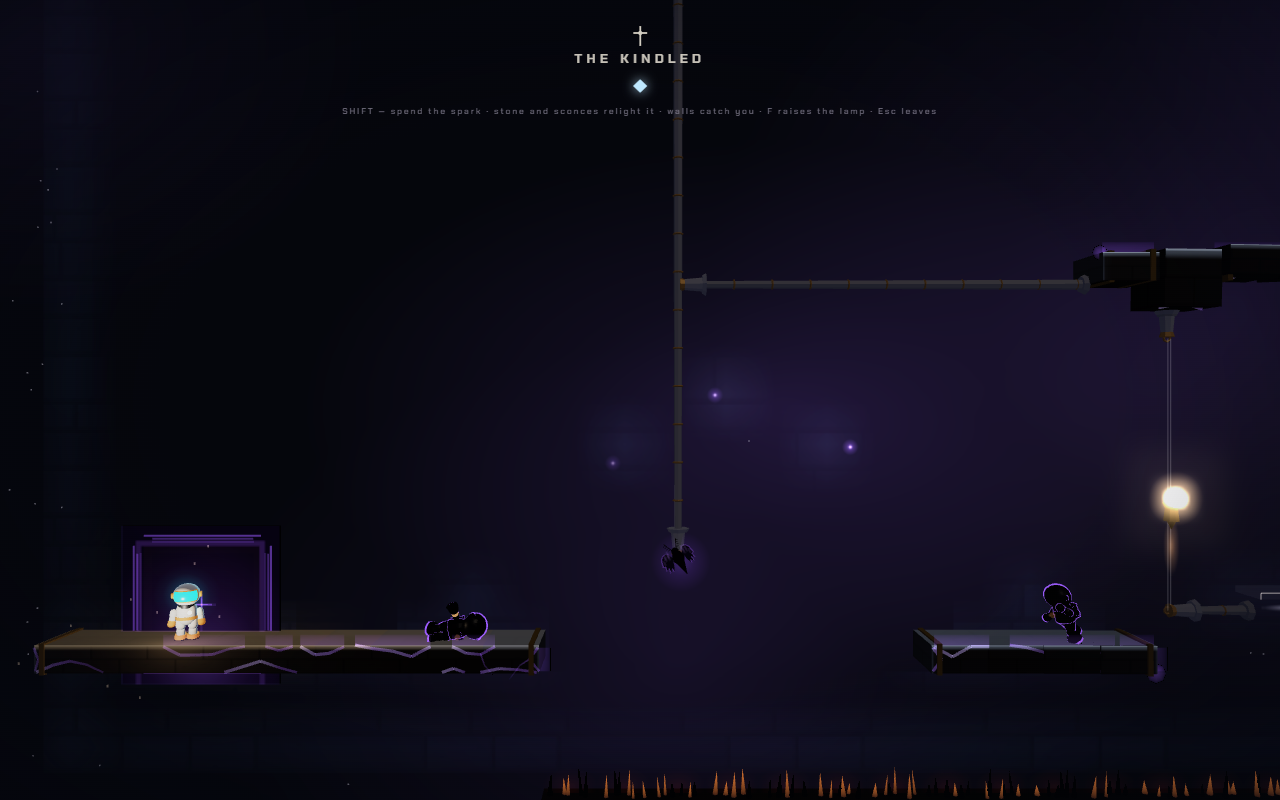 THE KINDLED
SHIFT — spend the spark · stone and sconces relight it · walls catch you · F raises the lamp · Esc leaves